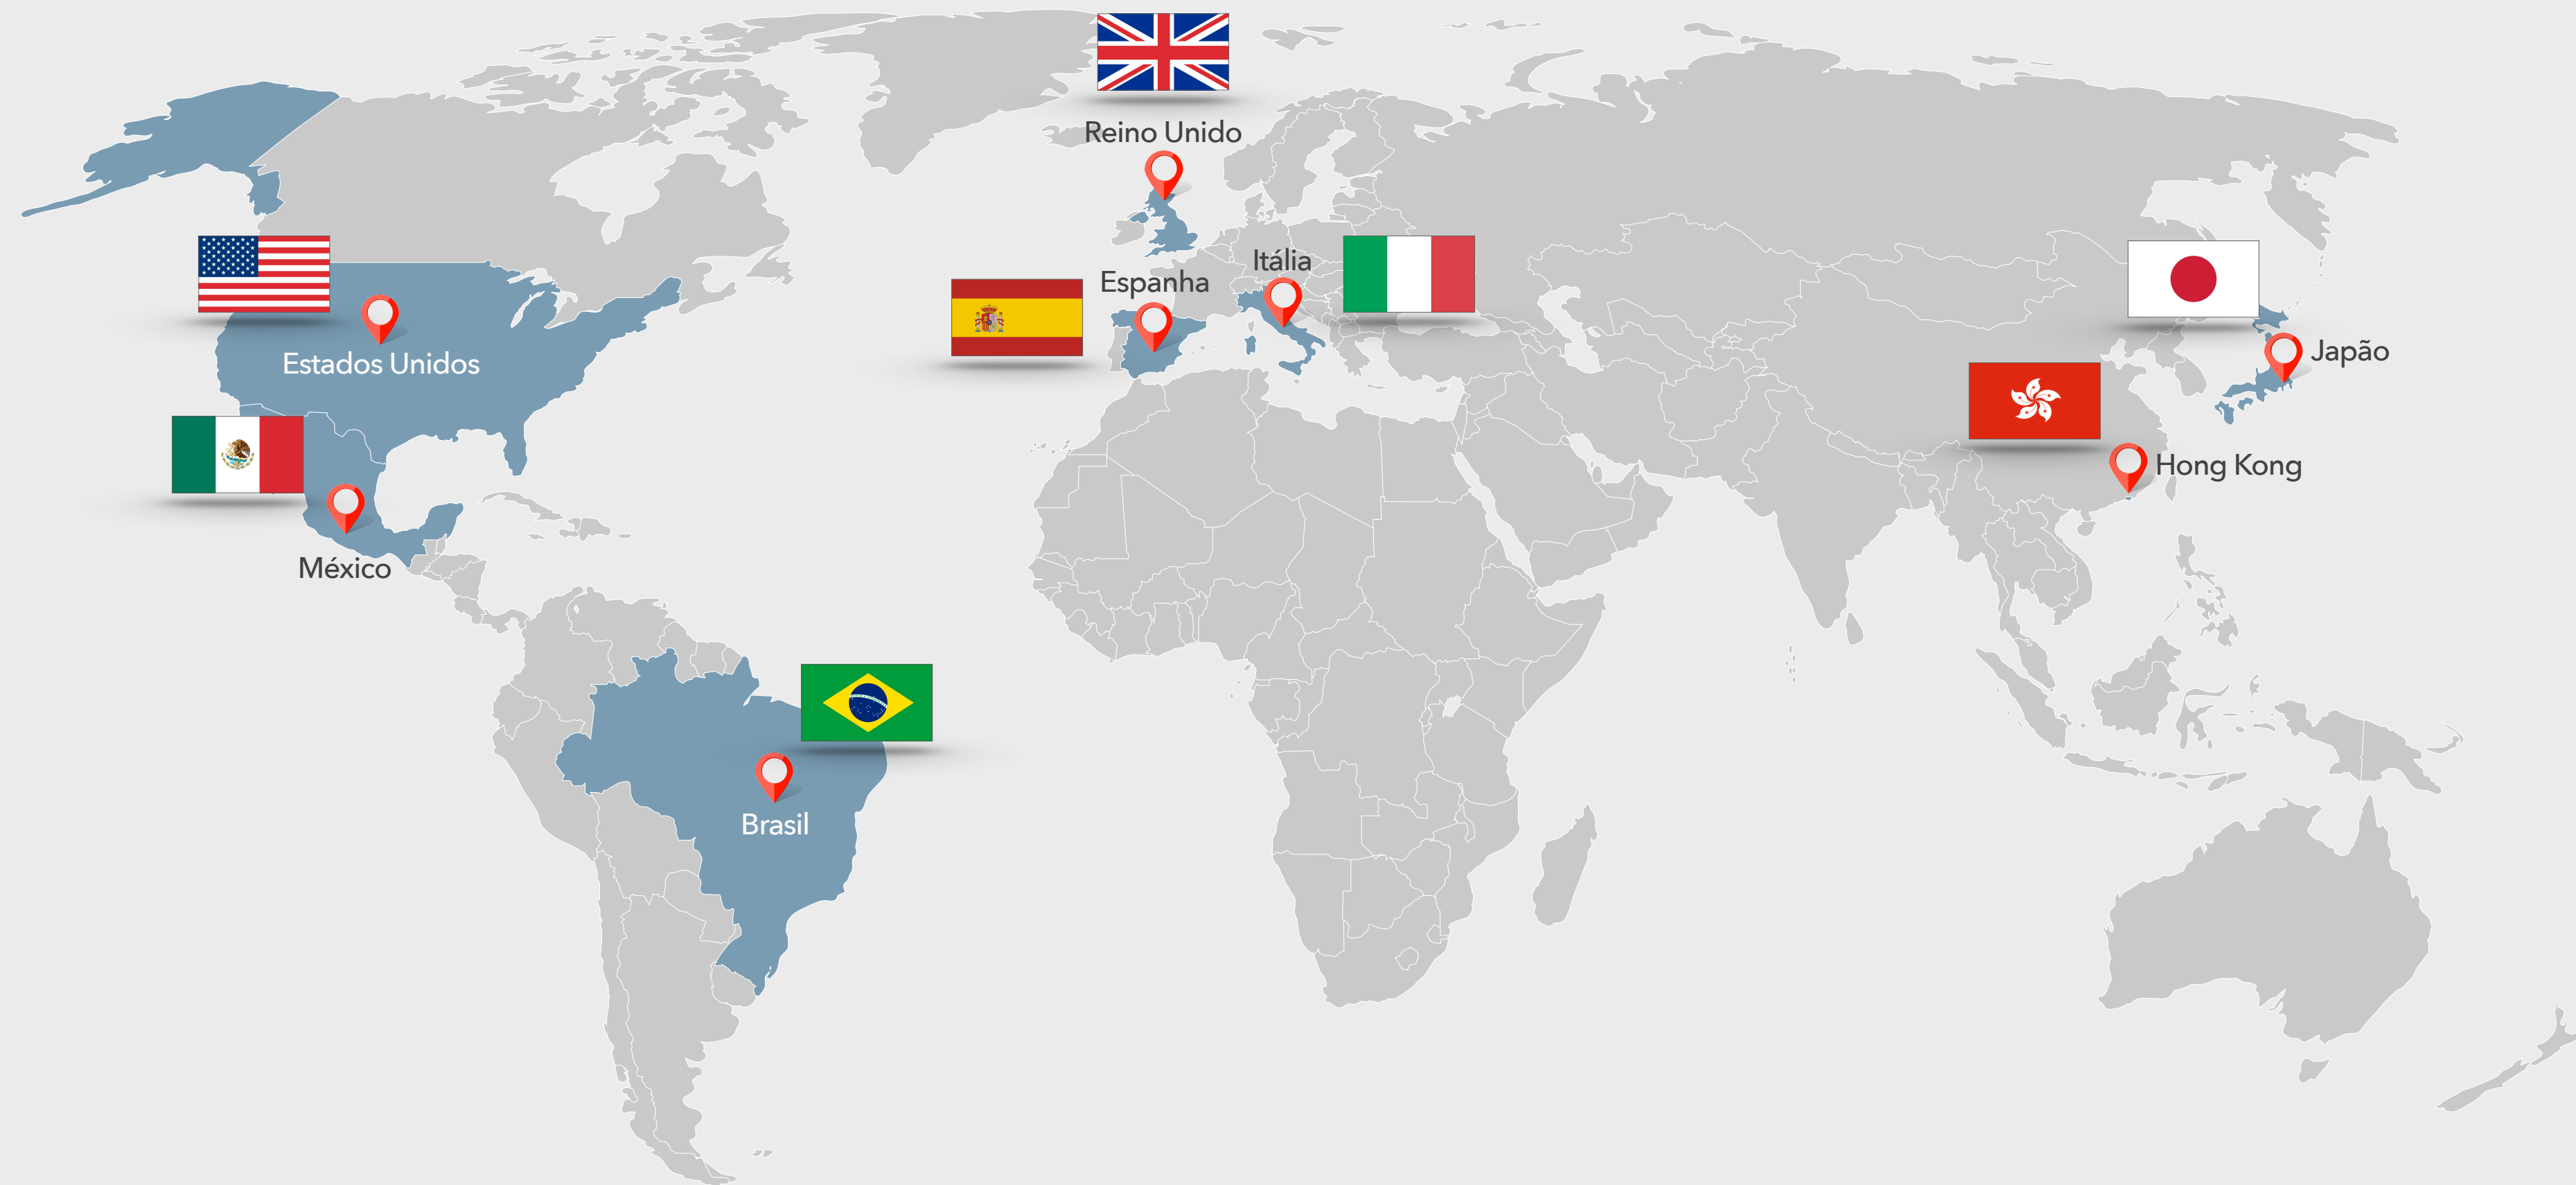 Reino Unido
Itália
Espanha
Japão
Estados Unidos
Hong Kong
México
Brasil